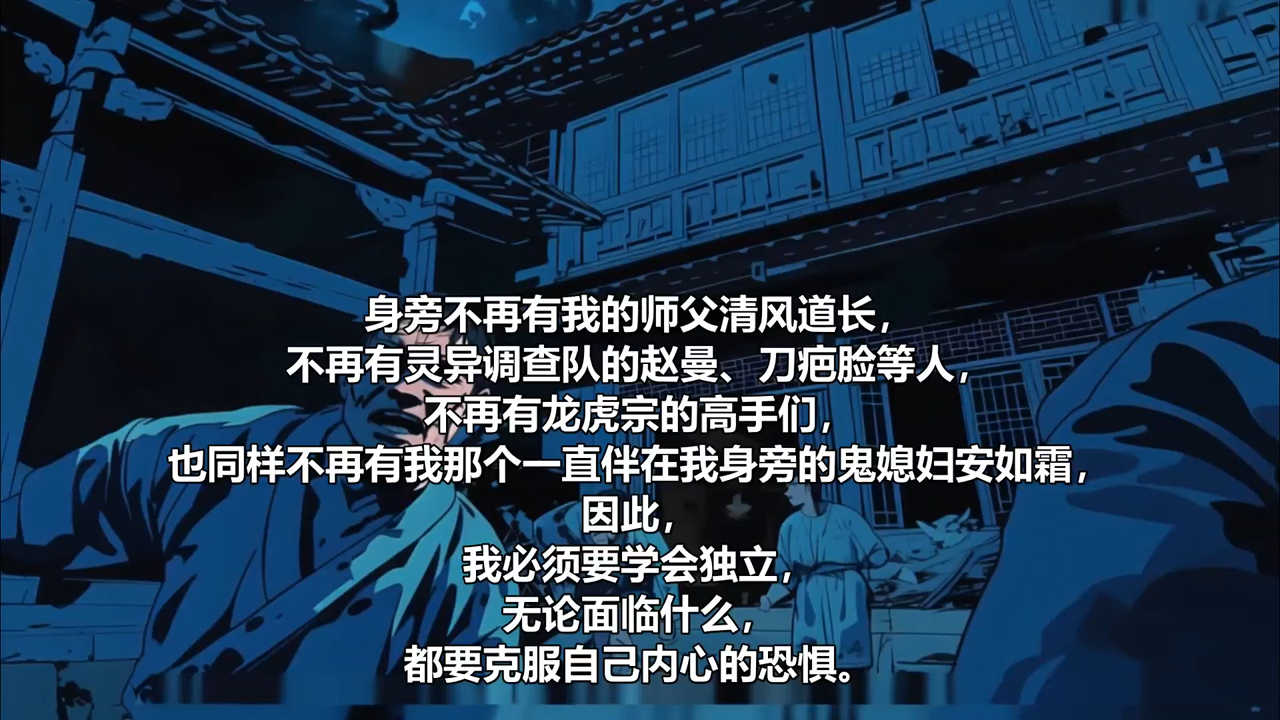 身旁不再有我的师父清风道长，
不再有灵异调查队的赵曼、刀疤脸等人，
不再有龙虎宗的高手们，
也同样不再有我那个一直伴在我身旁的鬼媳妇安如霜，
因此，
我必须要学会独立，
无论面临什么，
都要克服自己内心的恐惧。